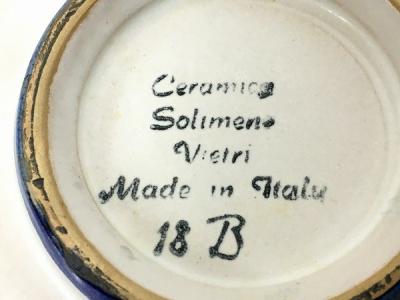 Ceramica
Solimene
Vietri
Made in Italy
18 B